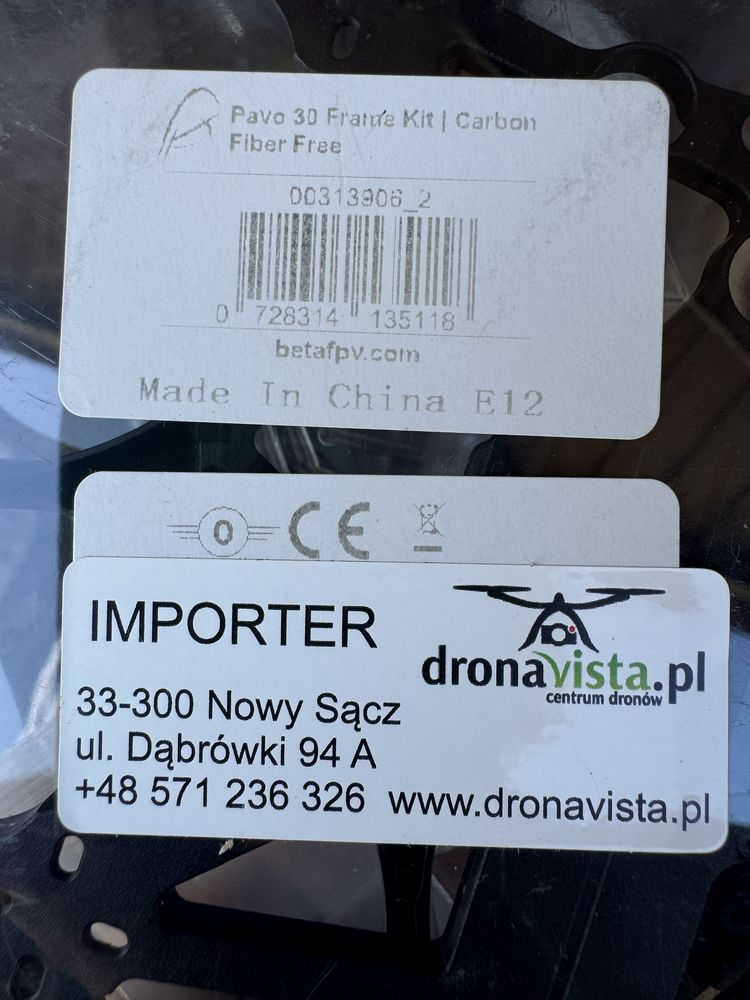 Pavo 30 Frame Kit | Carbon
Fiber Free
00313906_2
0 728314 135118
betafpv.com
Made In China E12
0 CE
IMPORTER
dronavista.pl
centrum dronów
33-300 Nowy Sącz
ul. Dąbrówki 94 A
+48 571 236 326 www.dronavista.pl